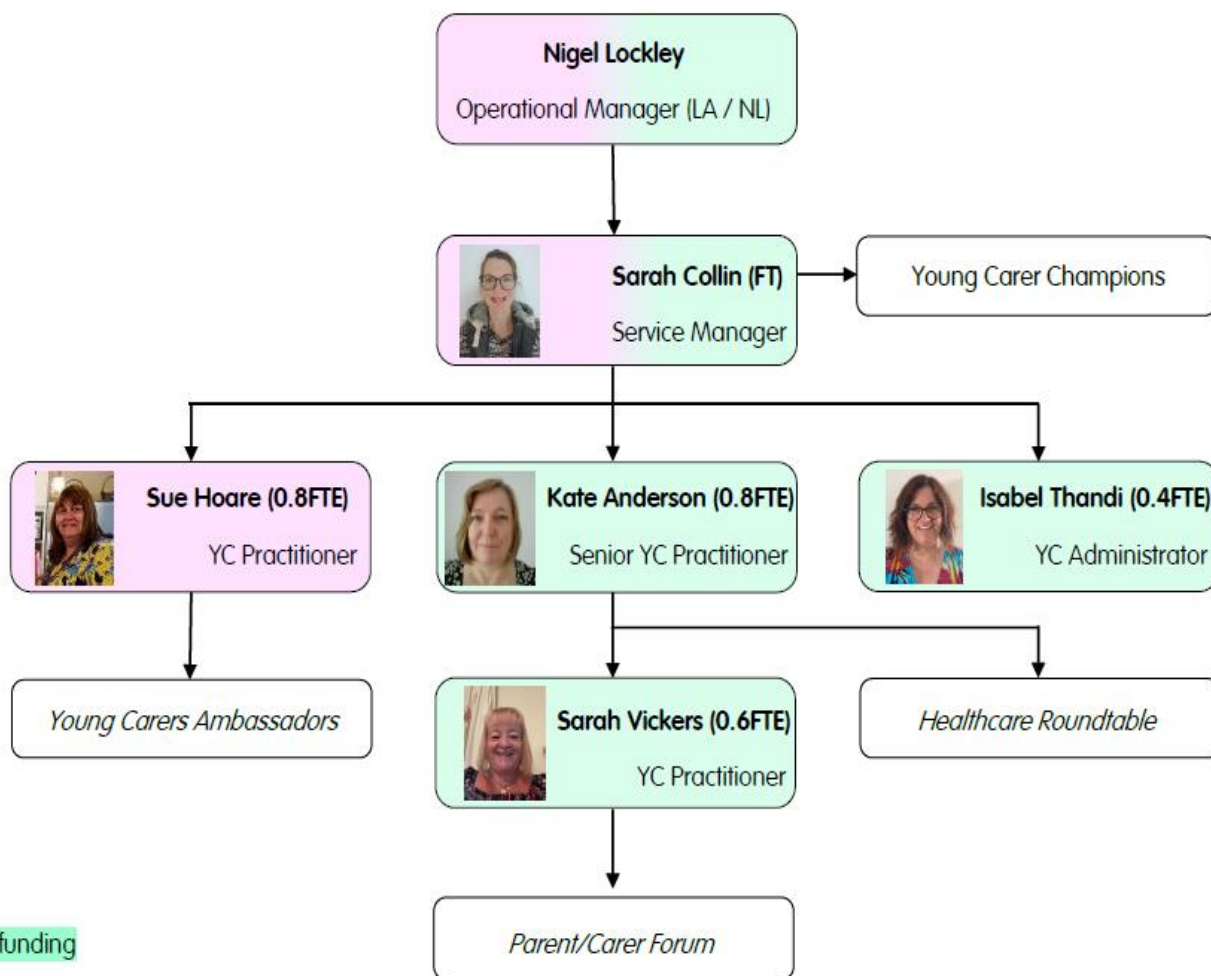 Nigel Lockley
Operational Manager (LA / NL)
Sarah Collin (FT)
Service Manager
Young Carer Champions
Sue Hoare (0.8FTE)
YC Practitioner
Kate Anderson (0.8FTE)
Senior YC Practitioner
Isabel Thandi (0.4FTE)
YC Administrator
Young Carers Ambassadors
Sarah Vickers (0.6FTE)
YC Practitioner
Healthcare Roundtable
funding
Parent/Carer Forum